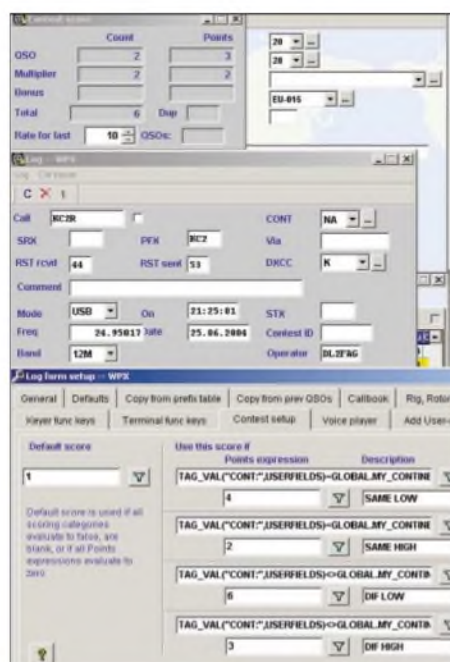 Contest score
Count Points
QSO 2 3
Multiplier 2 2
Bonus
Total 6 Dup
Rate for last 10 QSOs:
20
28
EU-015
Log -- WPX
C X 1
Call KC2R CONT NA
SRX PFX KC2 Via
RST rcvd 44 RST sent 53 DXCC K
Comment
Mode USB On 21:25:01 STX
Freq 24.95017 Date 25.06.2004 Contest ID
Band 12M Operator DL2FAG
Log form setup -- WPX
General Defaults Copy from prefix table Copy from prev QSOs Callbook Rig, Rotor
Keyer func keys Terminal func keys Contest setup Voice player Add User-
Default score Use this score if
Points expression Description
1 TAG_VAL("CONT:",USERFIELDS)=GLOBAL.MY_CONTINE
4 SAME LOW
Default score is used if all
scoring categories
evaluate to false, are
blank, or if all Points
expressions evaluate to
zero
TAG_VAL("CONT:",USERFIELDS)=GLOBAL.MY_CONTINE
2 SAME HIGH
TAG_VAL("CONT:",USERFIELDS)<>GLOBAL.MY_CONTIN
6 DIF LOW
TAG_VAL("CONT:",USERFIELDS)<>GLOBAL.MY_CONTIN
3 DIF HIGH
?